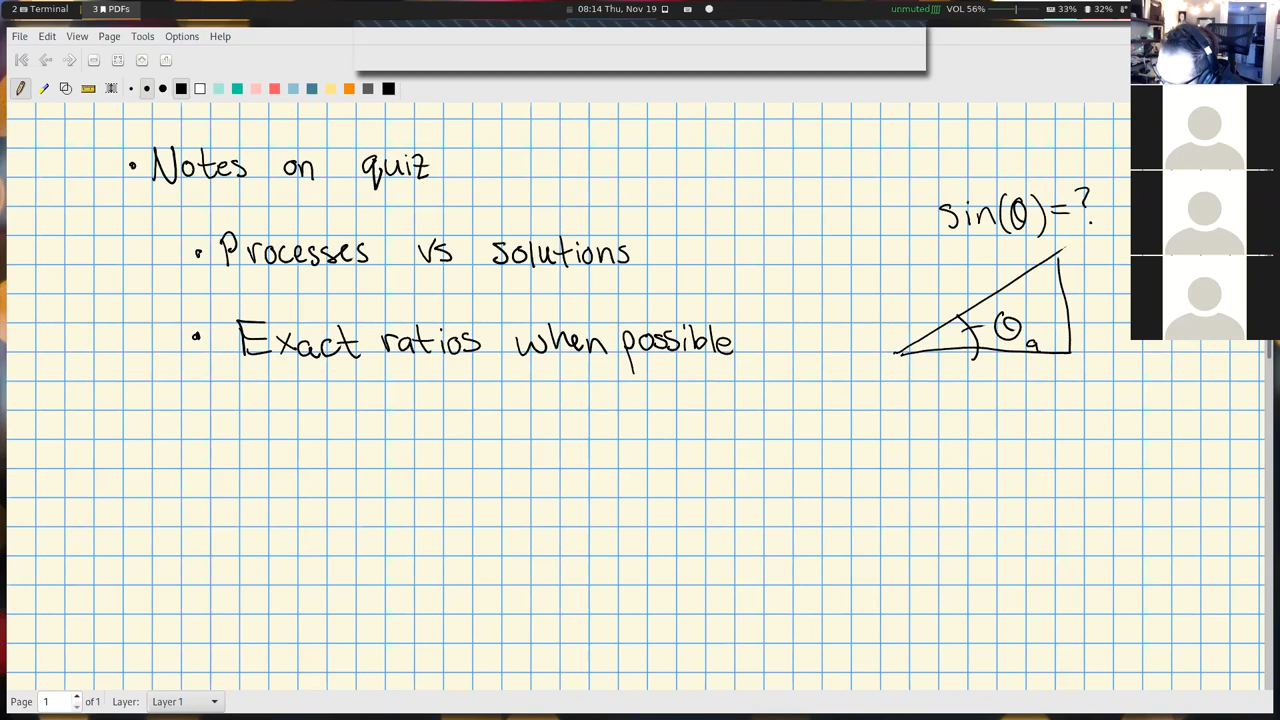 2 Terminal 3 PDFs 08:14 Thu, Nov 19 unmuted VOL 56% 33% 32%
File Edit View Page Tools Options Help
• Notes on quiz
sin(θ)=?
• Processes vs solutions
θ
• Exact ratios when possible
Page 1 of 1 Layer: Layer 1